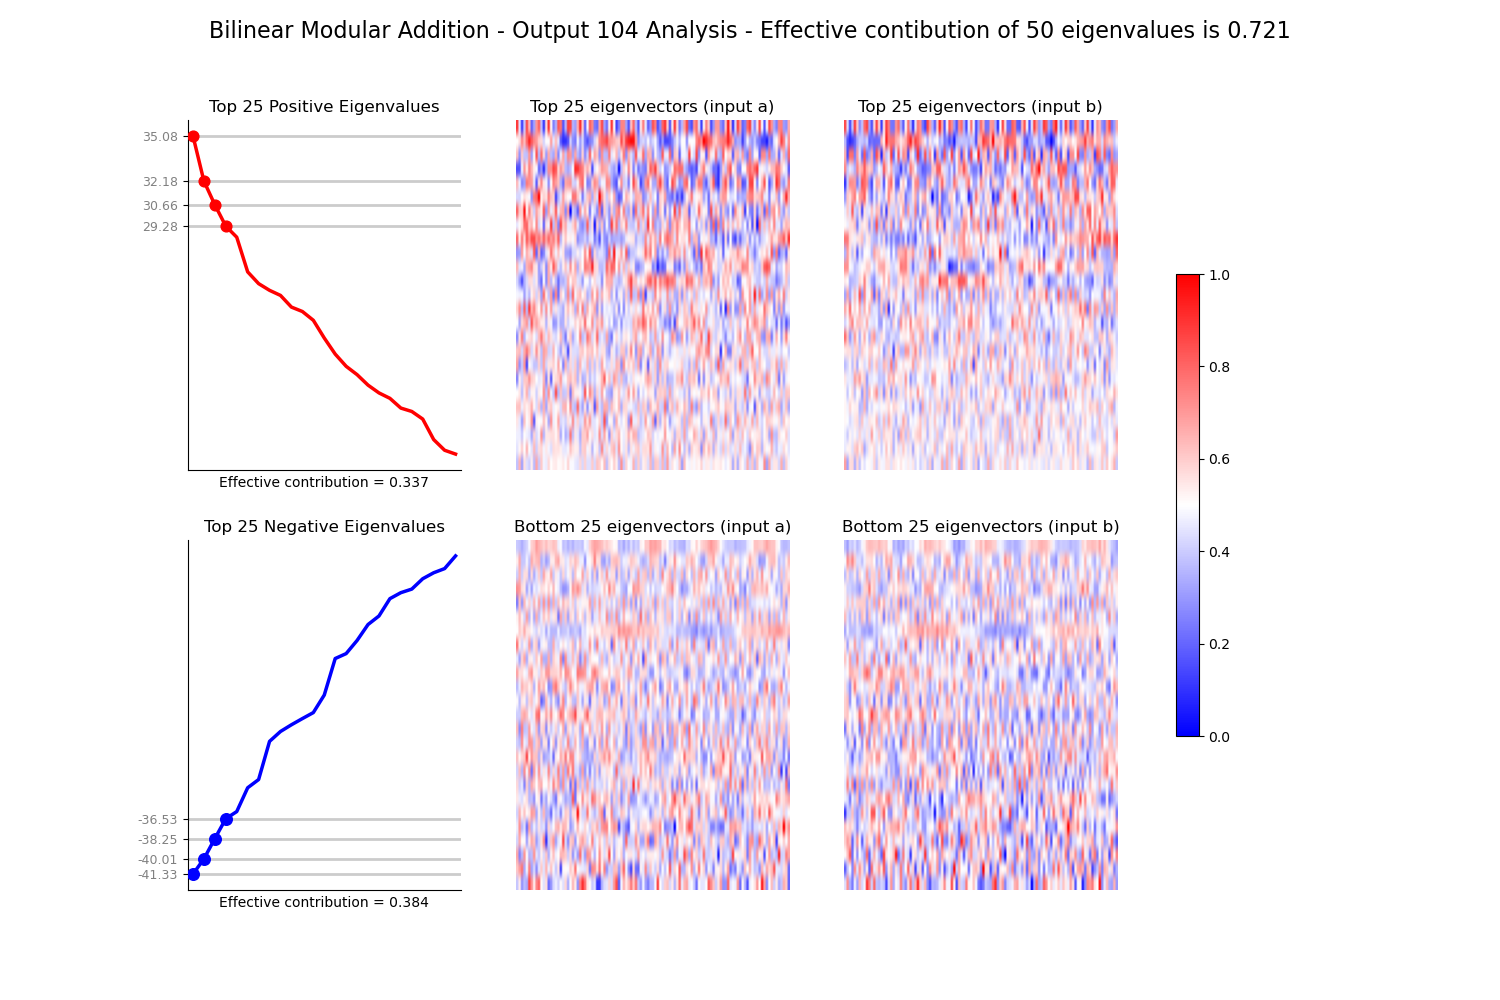 Bilinear Modular Addition - Output 104 Analysis - Effective contibution of 50 eigenvalues is 0.721
Top 25 Positive Eigenvalues
35.08
32.18
30.66
29.28
Effective contribution = 0.337
Top 25 eigenvectors (input a)
Top 25 eigenvectors (input b)
1.0
0.8
0.6
0.4
0.2
0.0
Top 25 Negative Eigenvalues
-36.53
-38.25
-40.01
-41.33
Effective contribution = 0.384
Bottom 25 eigenvectors (input a)
Bottom 25 eigenvectors (input b)